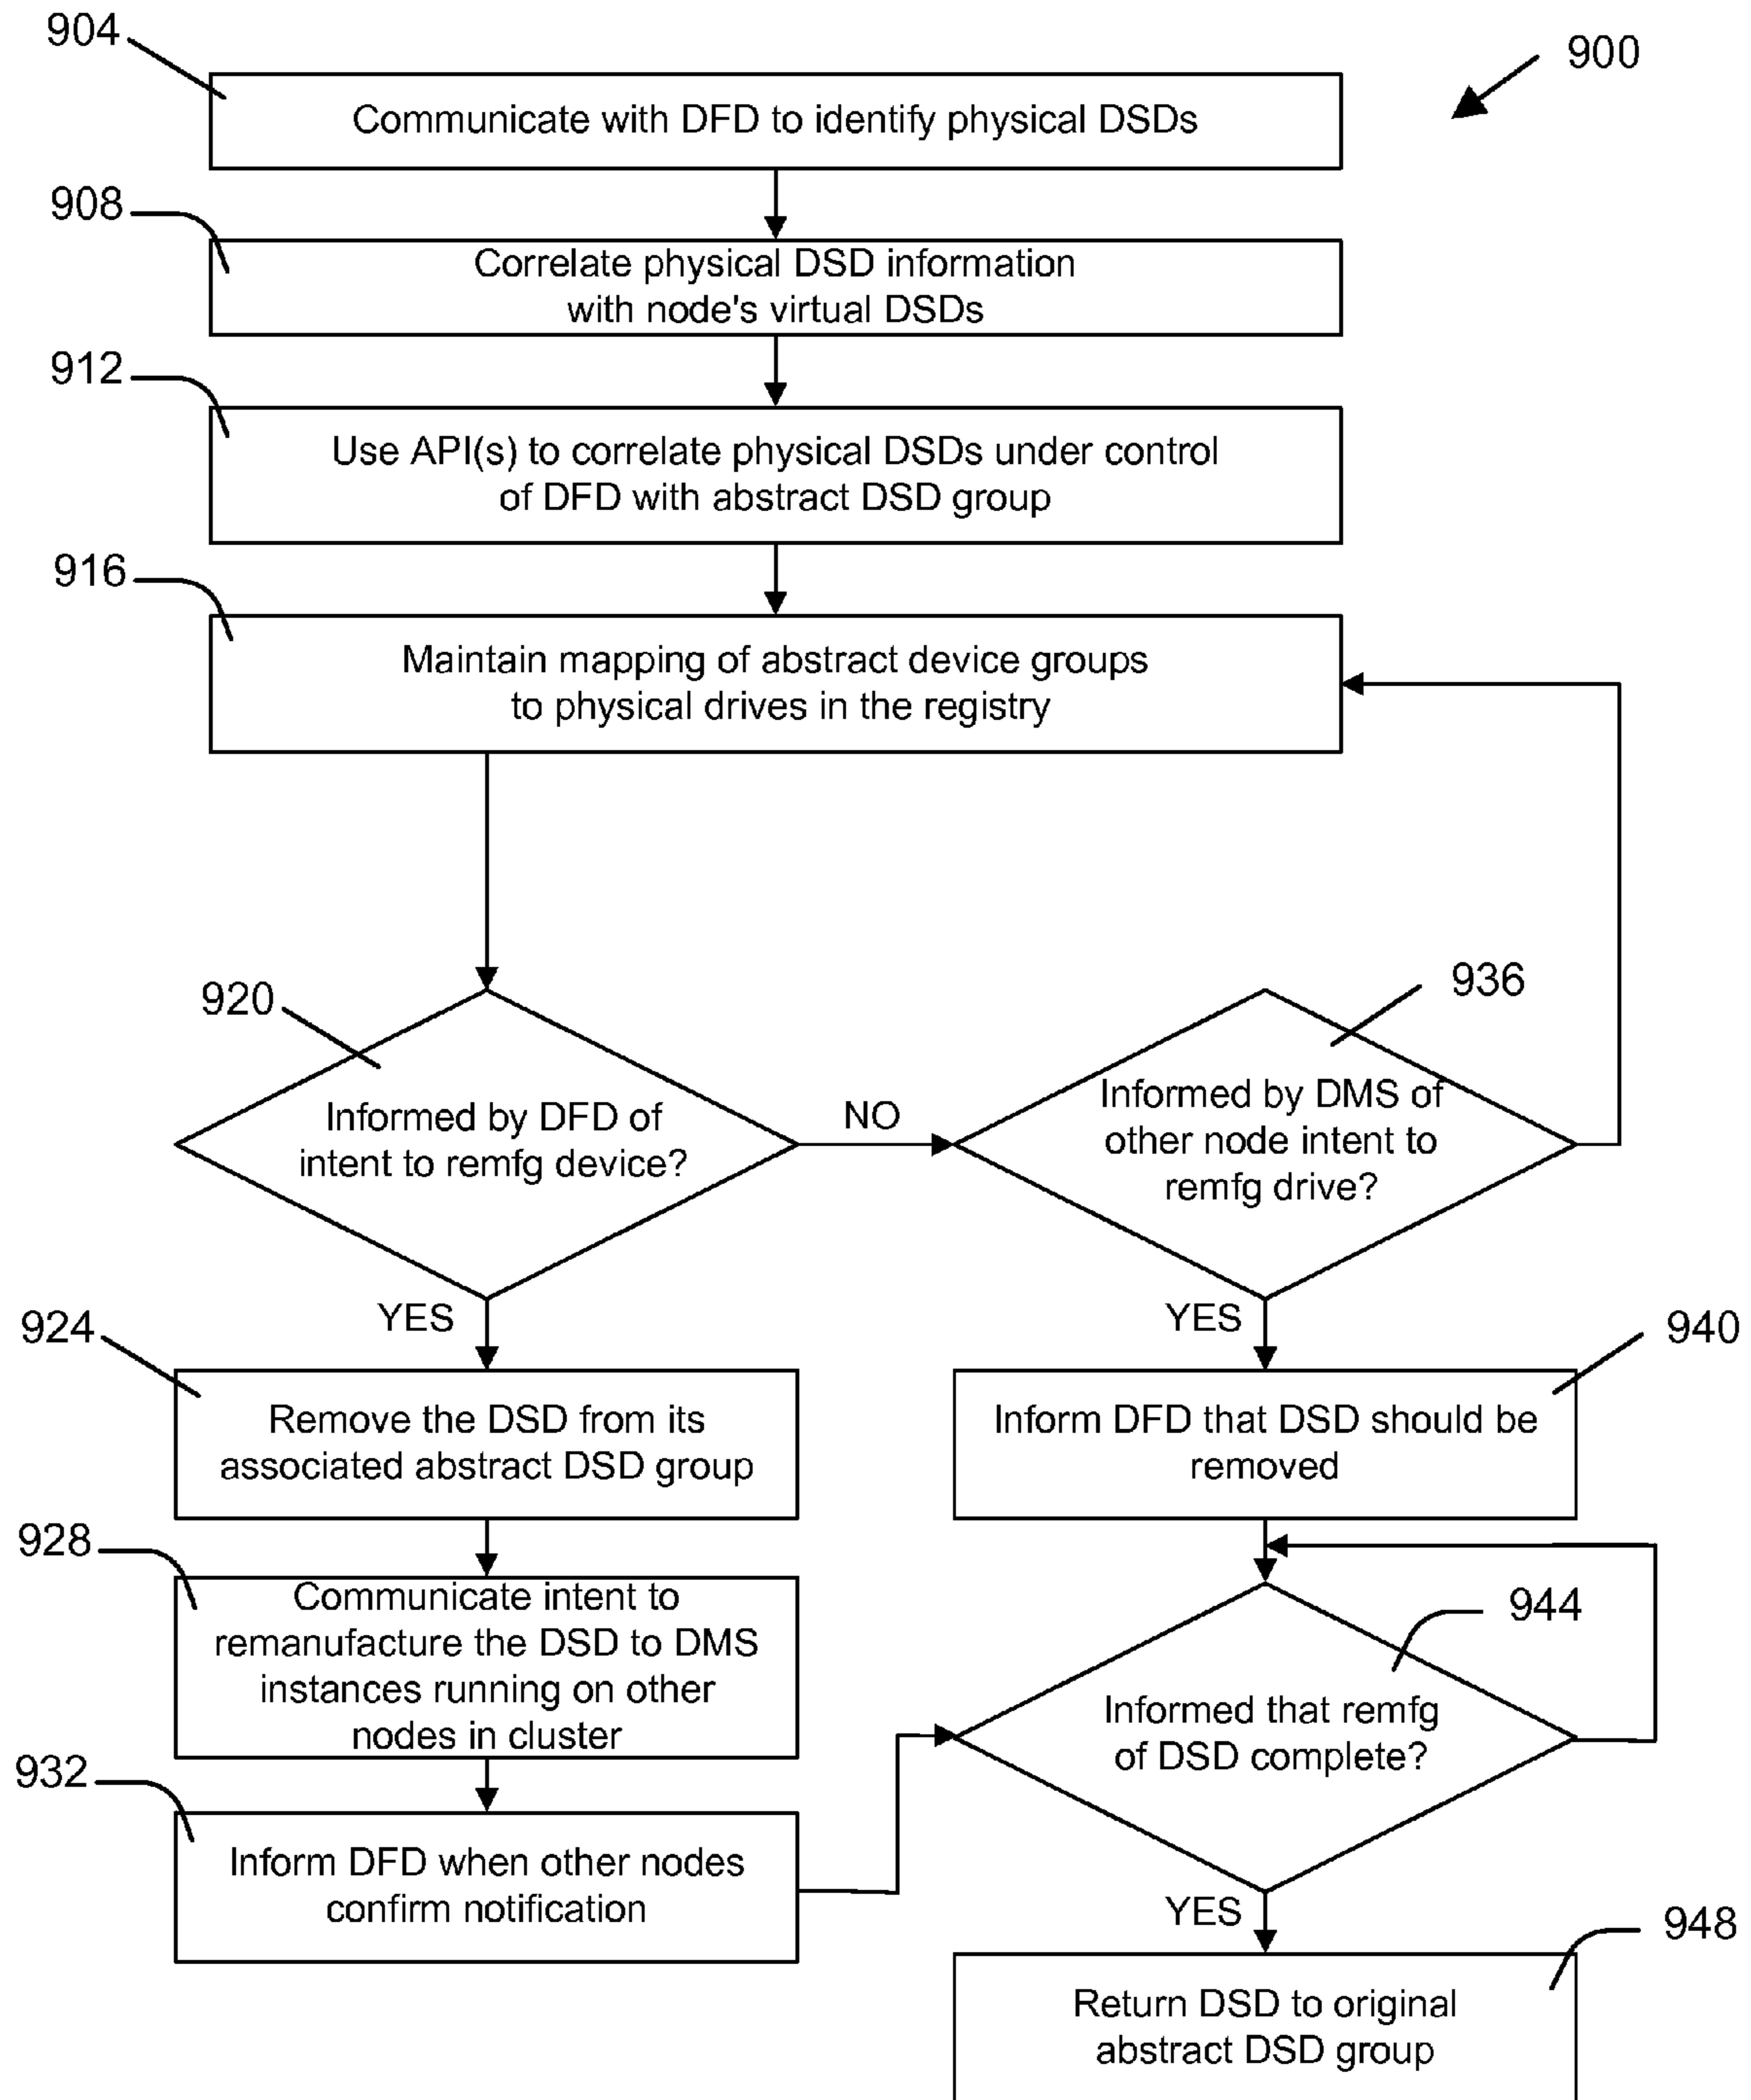 904
900
Communicate with DFD to identify physical DSDs
908
Correlate physical DSD information
with node's virtual DSDs
912
Use API(s) to correlate physical DSDs under control
of DFD with abstract DSD group
916
Maintain mapping of abstract device groups
to physical drives in the registry
920
936
Informed by DFD of
intent to remfg device?
NO
Informed by DMS of
other node intent to
remfg drive?
YES
YES
924
940
Remove the DSD from its
associated abstract DSD group
Inform DFD that DSD should be
removed
928
Communicate intent to
remanufacture the DSD to DMS
instances running on other
nodes in cluster
944
Informed that remfg
of DSD complete?
932
Inform DFD when other nodes
confirm notification
YES
948
Return DSD to original
abstract DSD group